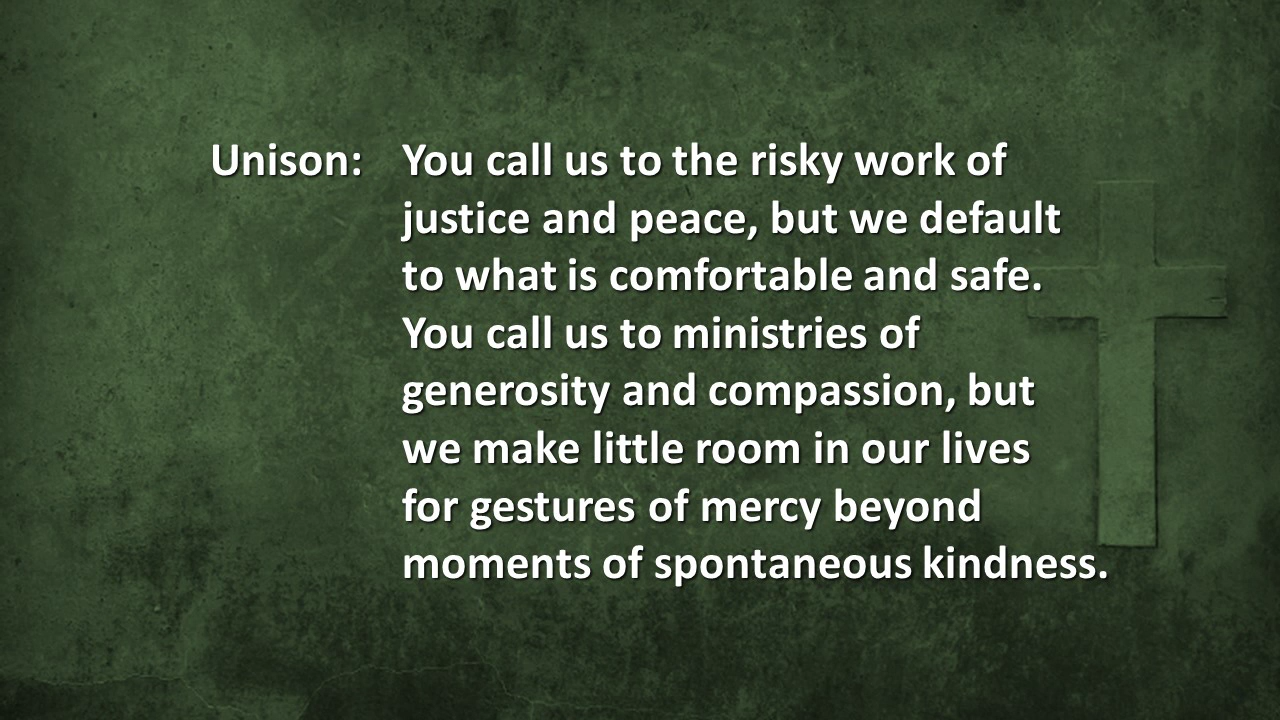 Unison: You call us to the risky work of
justice and peace, but we default
to what is comfortable and safe.
You call us to ministries of
generosity and compassion, but
we make little room in our lives
for gestures of mercy beyond
moments of spontaneous kindness.